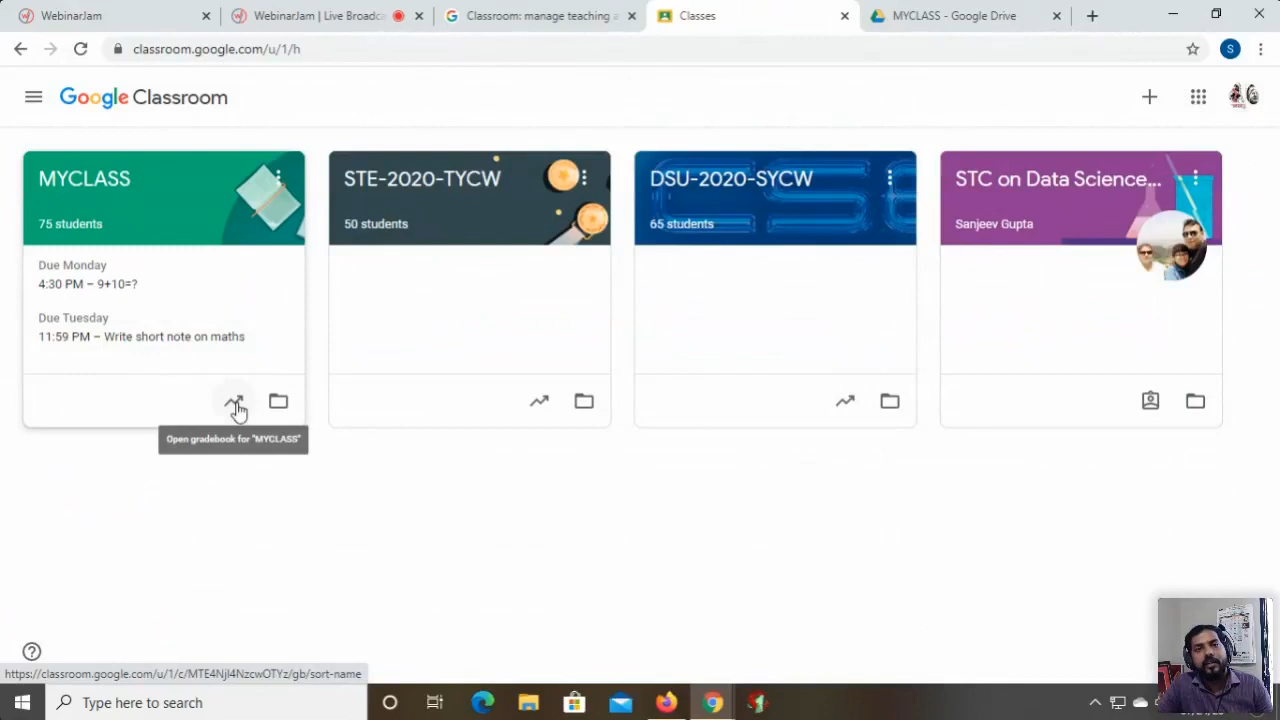 WebinarJam
WebinarJam | Live Broadca
Classroom: manage teaching a
Classes
MYCLASS - Google Drive
classroom.google.com/u/1/h
S
Google Classroom
MYCLASS
75 students
STE-2020-TYCW
50 students
DSU-2020-SYCW
65 students
STC on Data Science...
Sanjeev Gupta
Due Monday
4:30 PM – 9+10=?
Due Tuesday
11:59 PM – Write short note on maths
Open gradebook for "MYCLASS"
https://classroom.google.com/u/1/c/MTE4NjI4NzcwOTYz/gb/sort-name
Type here to search